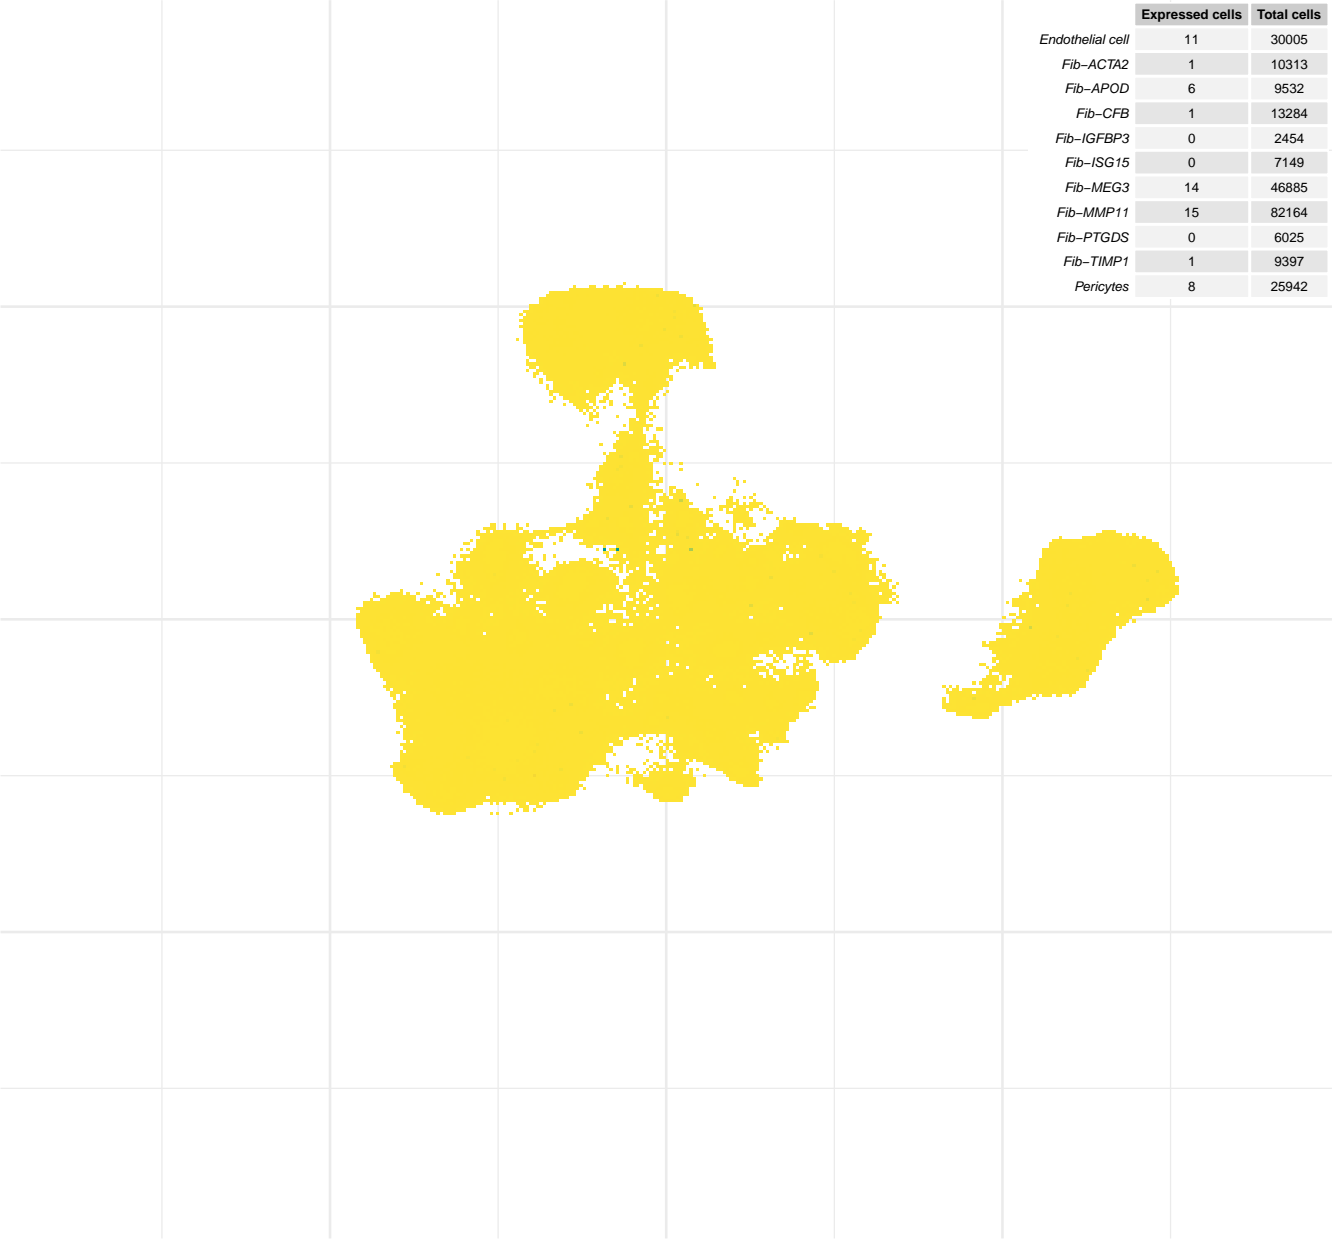 Expressed cells Total cells
Endothelial cell 11 30005
Fib−ACTA2 1 10313
Fib−APOD 6 9532
Fib−CFB 1 13284
Fib−IGFBP3 0 2454
Fib−ISG15 0 7149
Fib−MEG3 14 46885
Fib−MMP11 15 82164
Fib−PTGDS 0 6025
Fib−TIMP1 1 9397
Pericytes 8 25942